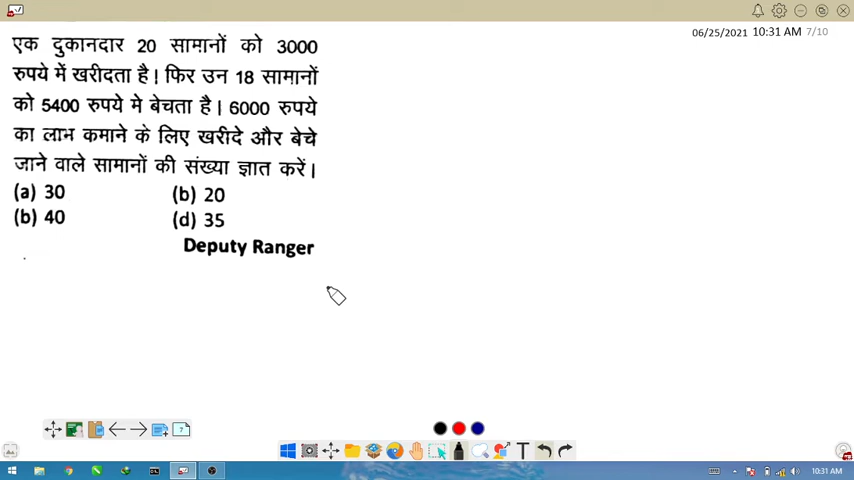 06/25/2021 10:31 AM 7/10
एक दुकानदार 20 सामानों को 3000
रुपये में खरीदता है। फिर उन 18 सामानों
को 5400 रुपये मे बेचता है। 6000 रुपये
का लाभ कमाने के लिए खरीदे और बेचे
जाने वाले सामानों की संख्या ज्ञात करें।
(a) 30 (b) 20
(b) 40 (d) 35
Deputy Ranger
7
T
10:31 AM